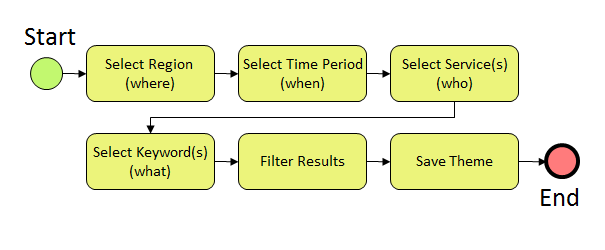 Start
Select Region
(where)
Select Time Period
(when)
Select Service(s)
(who)
Select Keyword(s)
(what)
Filter Results
Save Theme
End